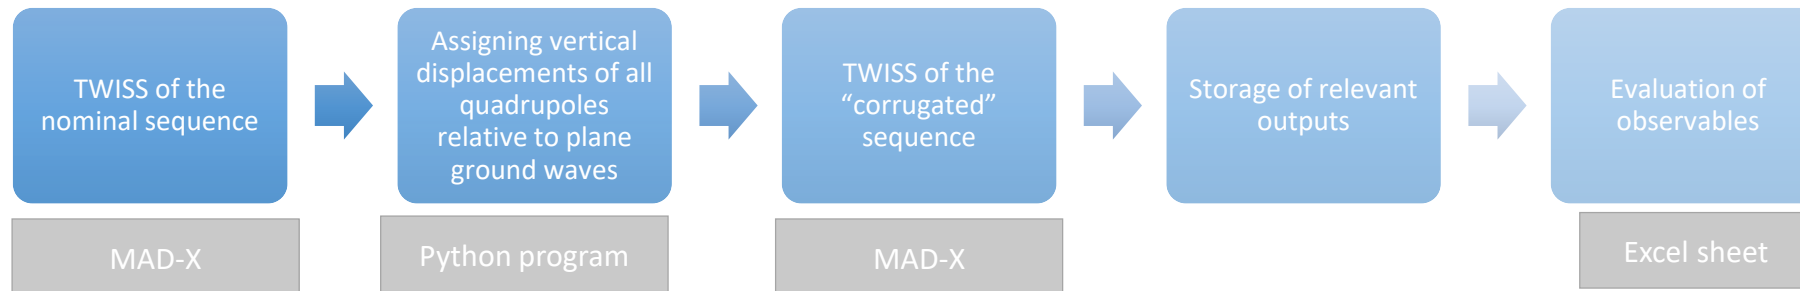 TWISS of the
nominal sequence
Assigning vertical
displacements of all
quadrupoles
relative to plane
ground waves
TWISS of the
“corrugated”
sequence
Storage of relevant
outputs
Evaluation of
observables
MAD-X
Python program
MAD-X
Excel sheet